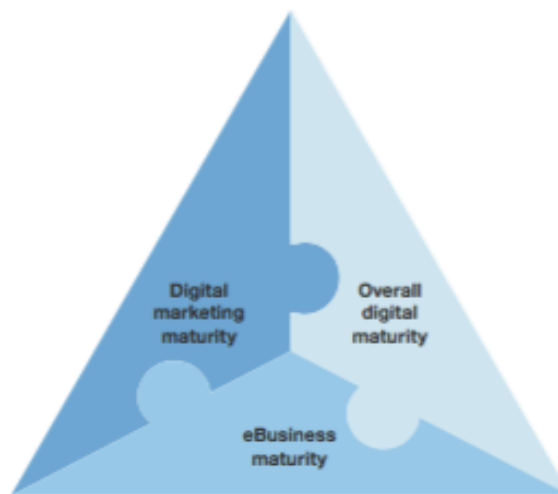 Digital
marketing
maturity
Overall
digital
maturity
eBusiness
maturity